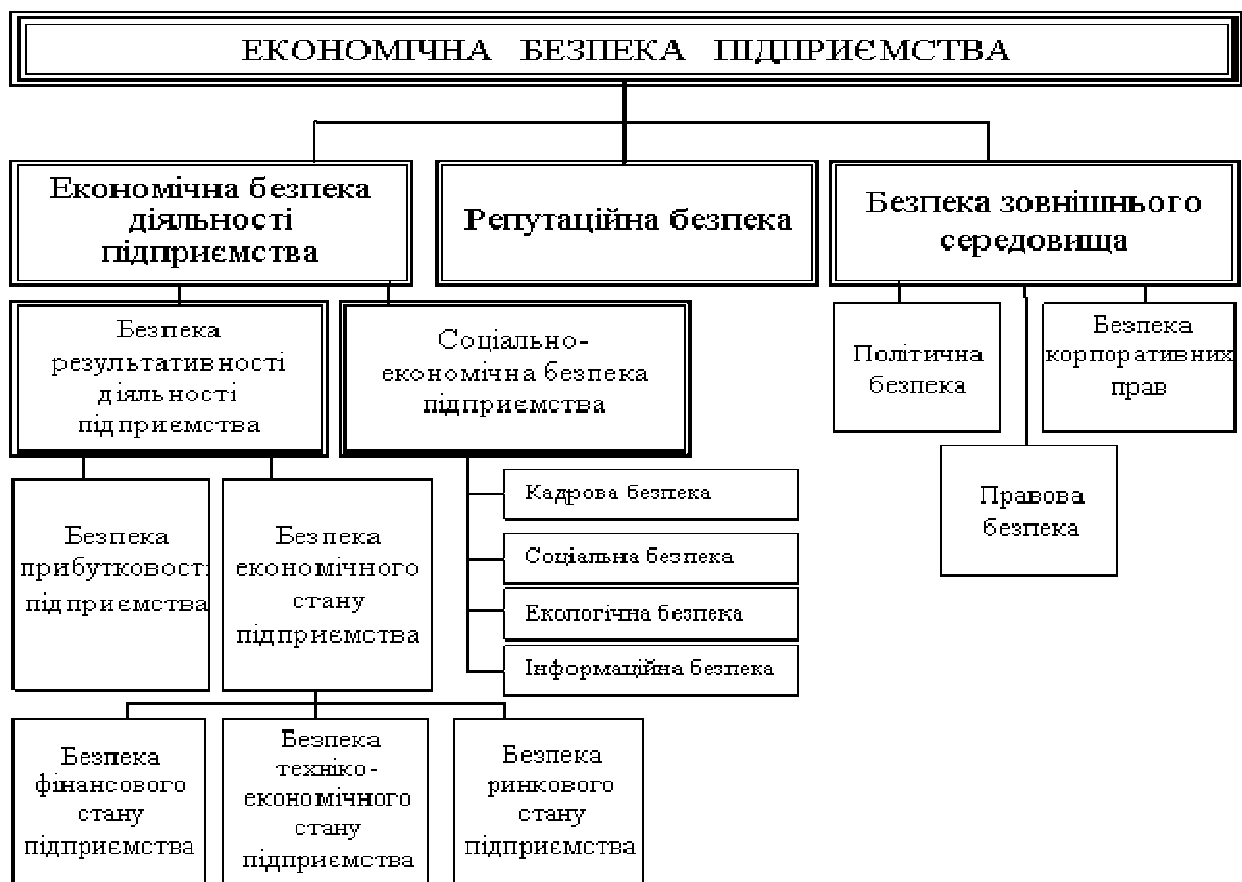 ЕКОНОМІЧНА БЕЗПЕКА ПІДПРИЄМСТВА
Економічна безпека
діяльності
підприємства
Репутаційна безпека
Безпека зовнішнього
середовища
Безпека
результативності
діяльності
підприємства
Соціально-
економічна безпека
підприємства
Політична
безпека
Безпека
корпоративних
прав
Правова
безпека
Кадрова безпека
Соціальна безпека
Екологічна безпека
Інформаційна безпека
Безпека
прибутковості
підприємства
Безпека
економічного
стану
підприємства
Безпека
фінансового
стану
підприємства
Безпека
техніко-
економічного
стану
підприємства
Безпека
ринкового
стану
підприємства